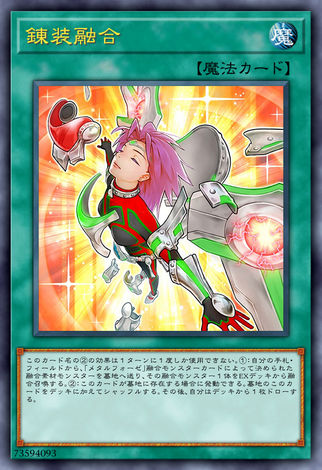 錬装融合
魔
【魔法カード】
このカード名の②の効果は１ターンに１度しか使用できない。①：自分の手札・
フィールドから、「メタルフォーゼ」融合モンスターカードによって決められた
融合素材モンスターを墓地へ送り、その融合モンスター１体をEXデッキから融
合召喚する。②：このカードが墓地に存在する場合に発動できる。墓地のこのカ
ードをデッキに加えてシャッフルする。その後、自分はデッキから１枚ドローす
る。
73594093